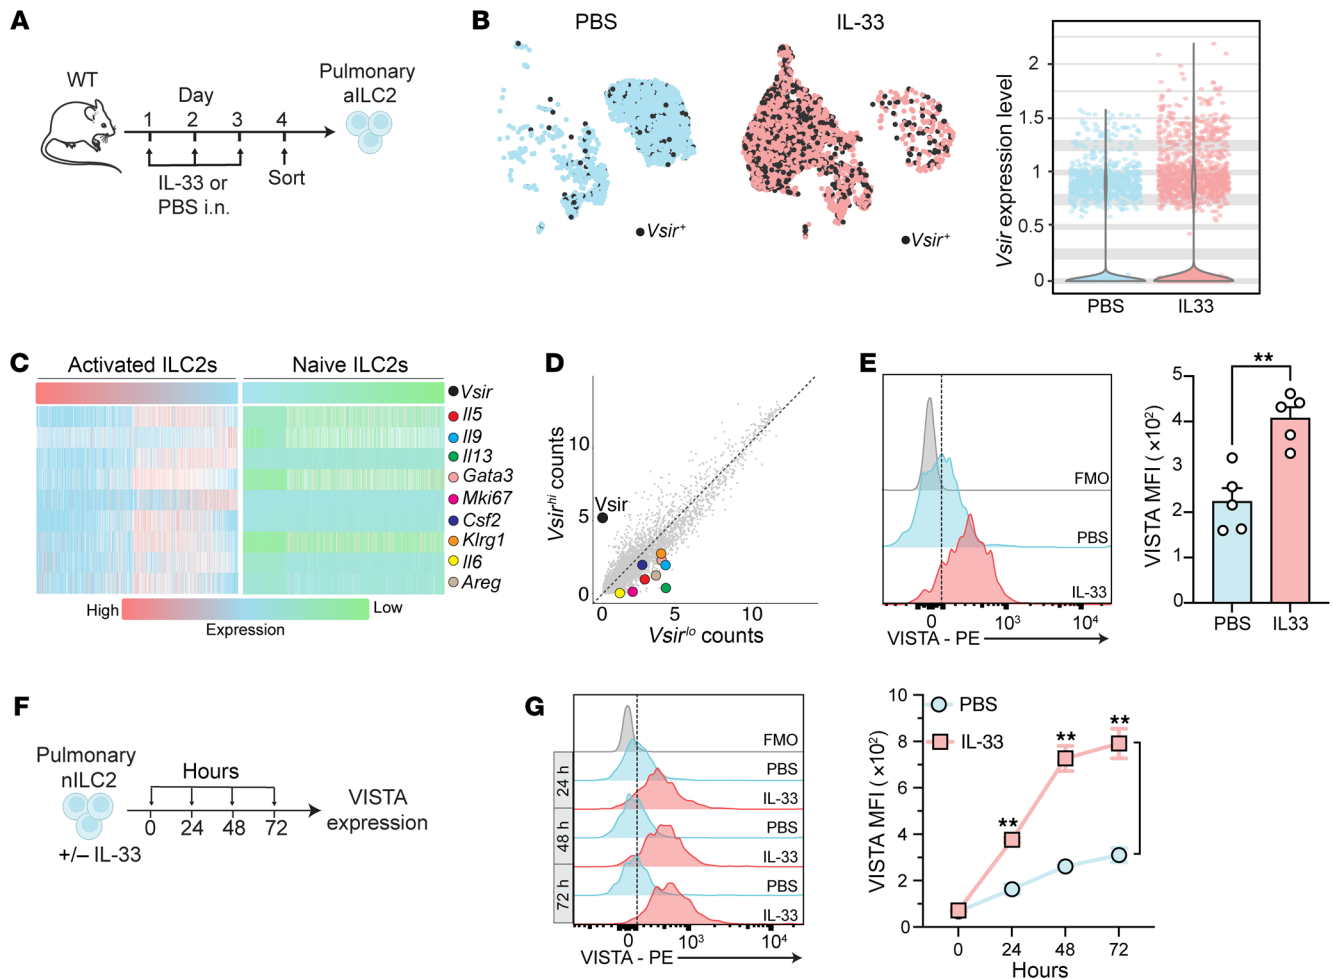 A
WT
Day
1 2 3 4
IL-33 or
PBS i.n.
Sort
Pulmonary
aILC2
B
PBS
IL-33
Vsir+
Vsir+
Vsir expression level
2
1.5
1
0.5
0
PBS
IL33
C
Activated ILC2s
Naive ILC2s
Vsir
Il5
Il9
Il13
Gata3
Mki67
Csf2
Klrg1
Il6
Areg
High
Low
Expression
D
Vsirhi counts
10
5
0
Vsir
0 5 10
Vsirlo counts
E
FMO
PBS
IL-33
0 10³ 10⁴
VISTA - PE
VISTA MFI ( ×10²)
5
4
3
2
1
0
**
PBS
IL33
F
Pulmonary
nILC2
+/– IL-33
Hours
0 24 48 72
VISTA
expression
G
24 h
48 h
72 h
FMO
PBS
IL-33
PBS
IL-33
PBS
IL-33
0 10³ 10⁴
VISTA - PE
VISTA MFI ( ×10²)
10
8
6
4
2
0
PBS
IL-33
**
**
**
0 24 48 72
Hours